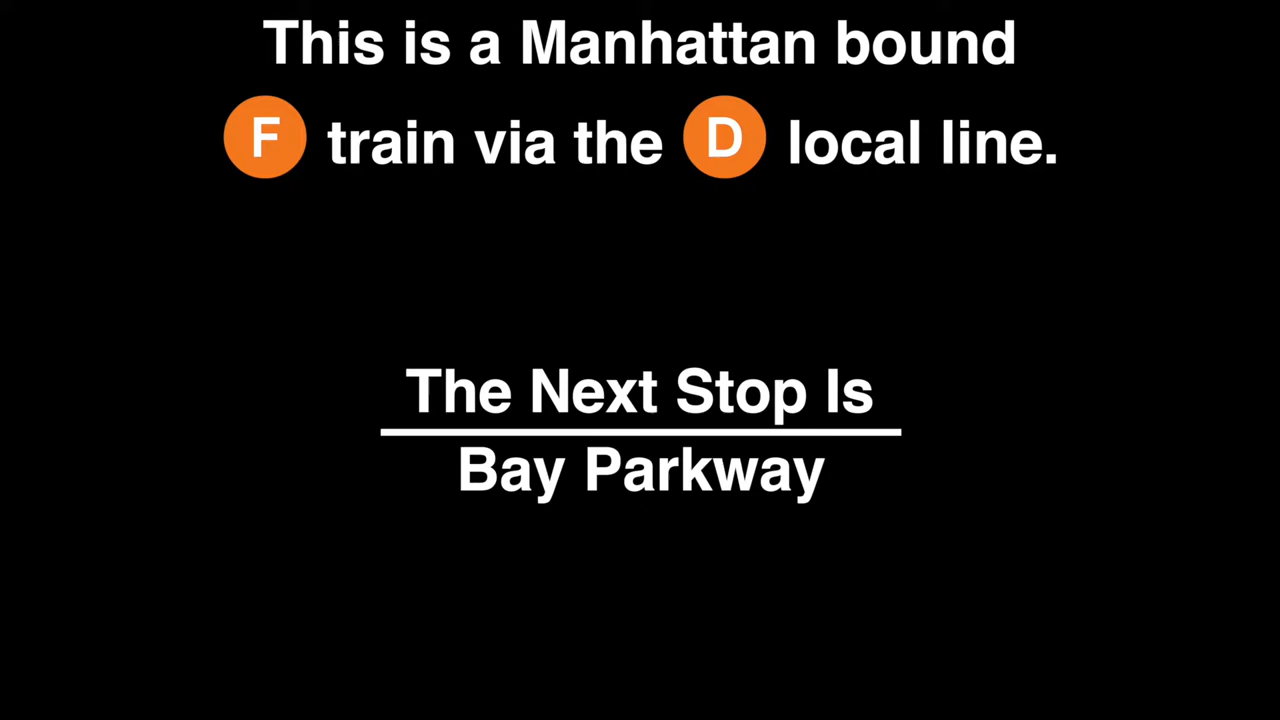 This is a Manhattan bound
F train via the D local line.
The Next Stop Is
Bay Parkway